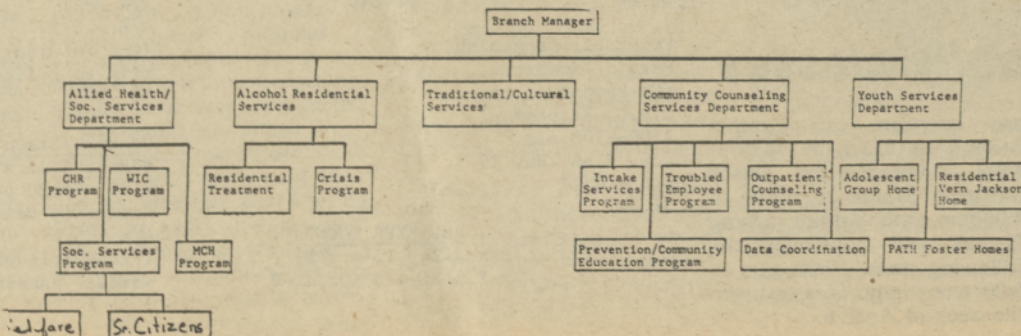 Branch Manager
Allied Health/
Soc. Services
Department
Alcohol Residential
Services
Traditional/Cultural
Services
Community Counseling
Services Department
Youth Services
Department
CHR
Program
WIC
Program
Residential
Treatment
Crisis
Program
Intake
Services
Program
Troubled
Employee
Program
Outpatient
Counseling
Program
Adolescent
Group Home
Residential
Vern Jackson
Home
Soc. Services
Program
MCH
Program
Prevention/Community
Education Program
Data Coordination
PATH Foster Homes
Sr. Citizens